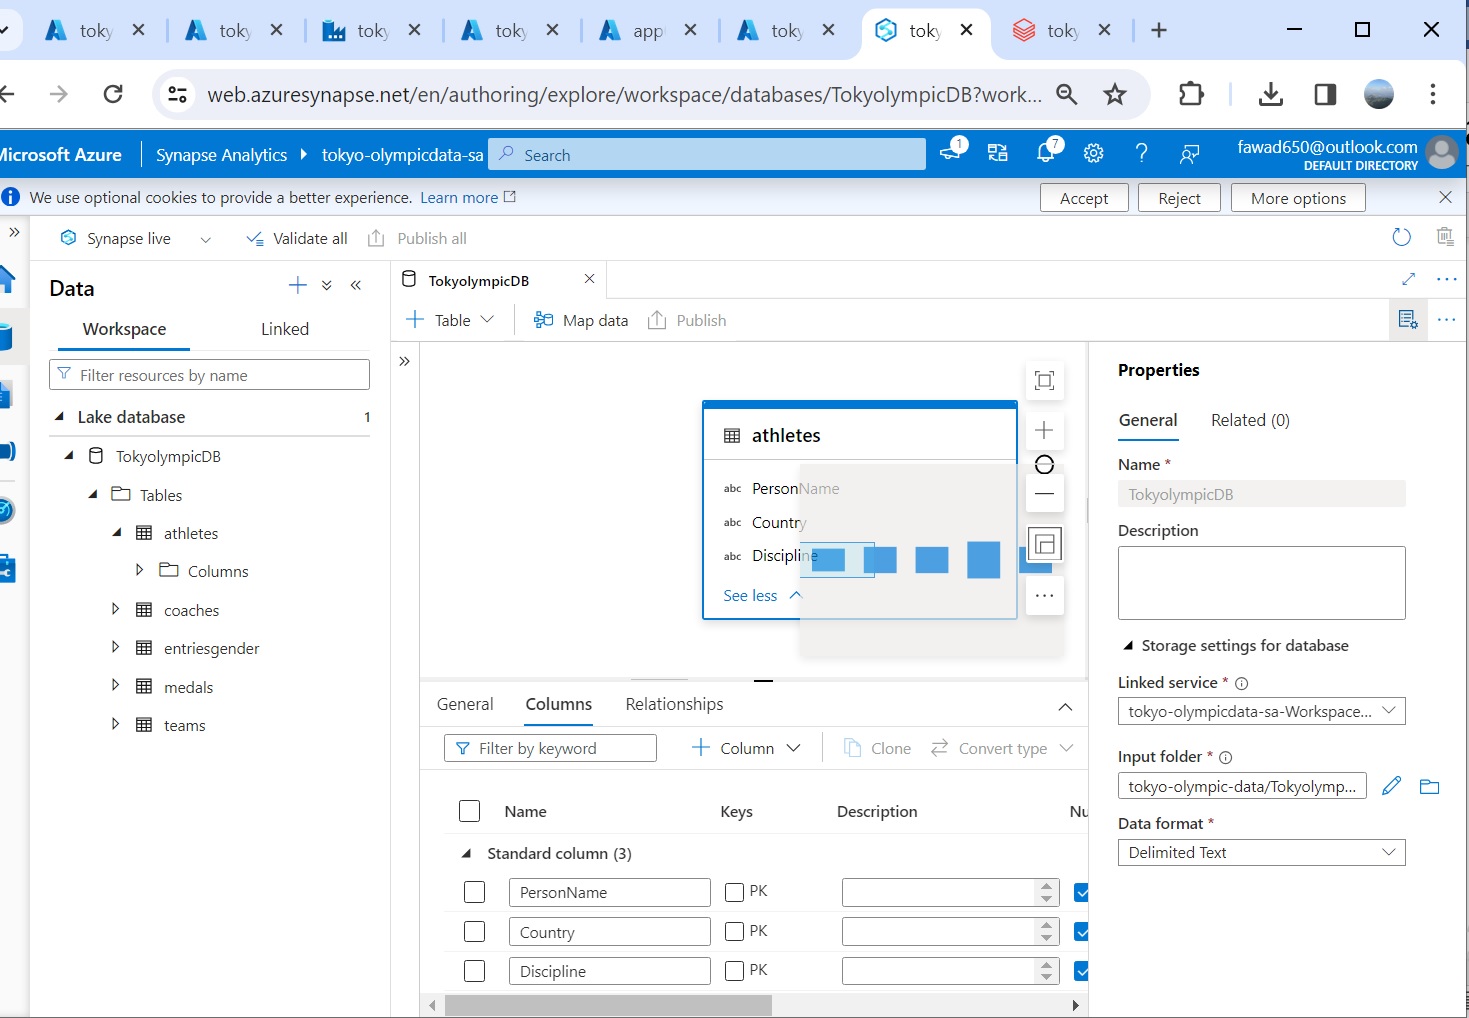 toky
toky
toky
toky
app
toky
toky
toky
web.azuresynapse.net/en/authoring/explore/workspace/databases/TokyolympicDB?work...
Microsoft Azure
Synapse Analytics
tokyo-olympicdata-sa
Search
1
7
fawad650@outlook.com
DEFAULT DIRECTORY
We use optional cookies to provide a better experience. Learn more
Accept
Reject
More options
Synapse live
Validate all
Publish all
Data
Workspace
Linked
Filter resources by name
Lake database 1
TokyolympicDB
Tables
athletes
Columns
coaches
entriesgender
medals
teams
TokyolympicDB
Table
Map data
Publish
athletes
abc PersonName
abc Country
abc Discipline
See less
General
Columns
Relationships
Filter by keyword
Column
Clone
Convert type
Name Keys Description Nu
Standard column (3)
PersonName PK
Country PK
Discipline PK
Properties
General
Related (0)
Name *
TokyolympicDB
Description
Storage settings for database
Linked service *
tokyo-olympicdata-sa-Workspace...
Input folder *
tokyo-olympic-data/Tokyolymp...
Data format *
Delimited Text